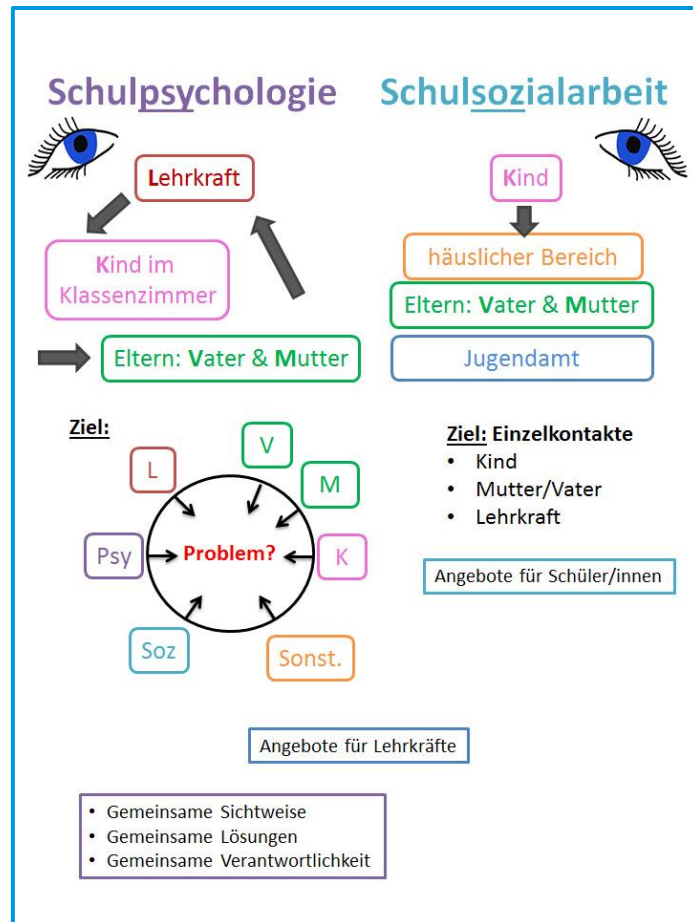 Schulpsychologie
Lehrkraft
Kind im
Klassenzimmer
Eltern: Vater & Mutter
Ziel:
L
V
M
Psy
Problem?
K
Soz
Sonst.
Schulsozialarbeit
Kind
häuslicher Bereich
Eltern: Vater & Mutter
Jugendamt
Ziel: Einzelkontakte
• Kind
• Mutter/Vater
• Lehrkraft
Angebote für Schüler/innen
Angebote für Lehrkräfte
• Gemeinsame Sichtweise
• Gemeinsame Lösungen
• Gemeinsame Verantwortlichkeit